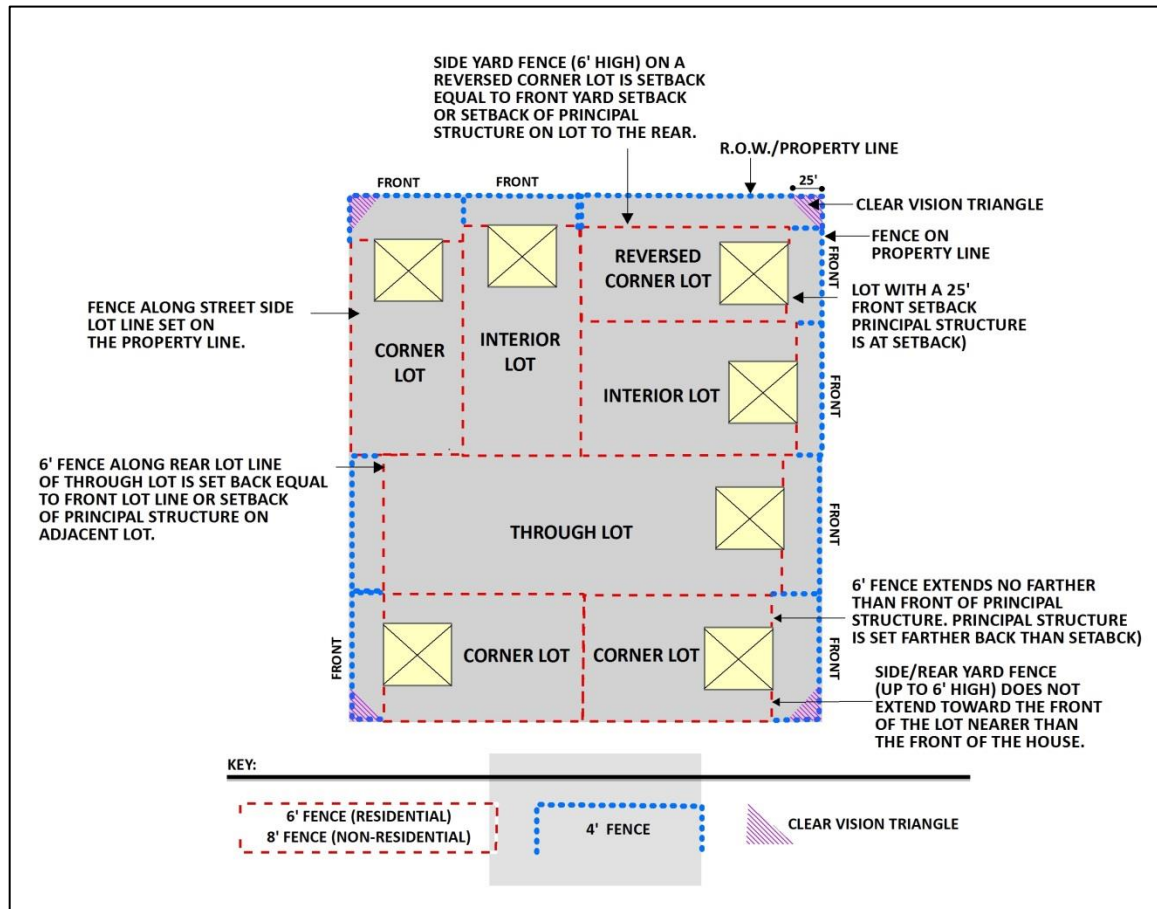 SIDE YARD FENCE (6' HIGH) ON A
REVERSED CORNER LOT IS SETBACK
EQUAL TO FRONT YARD SETBACK
OR SETBACK OF PRINCIPAL
STRUCTURE ON LOT TO THE REAR.
R.O.W./PROPERTY LINE
FRONT
FRONT
25'
CLEAR VISION TRIANGLE
FENCE ON
PROPERTY LINE
FRONT
REVERSED
CORNER LOT
LOT WITH A 25'
FRONT SETBACK
PRINCIPAL STRUCTURE
IS AT SETBACK)
FENCE ALONG STREET SIDE
LOT LINE SET ON
THE PROPERTY LINE.
CORNER
LOT
INTERIOR
LOT
INTERIOR LOT
FRONT
6' FENCE ALONG REAR LOT LINE
OF THROUGH LOT IS SET BACK EQUAL
TO FRONT LOT LINE OR SETBACK
OF PRINCIPAL STRUCTURE ON
ADJACENT LOT.
THROUGH LOT
FRONT
6' FENCE EXTENDS NO FARTHER
THAN FRONT OF PRINCIPAL
STRUCTURE. PRINCIPAL STRUCTURE
IS SET FARTHER BACK THAN SETABCK)
FRONT
CORNER LOT
CORNER LOT
FRONT
SIDE/REAR YARD FENCE
(UP TO 6' HIGH) DOES NOT
EXTEND TOWARD THE FRONT
OF THE LOT NEARER THAN
THE FRONT OF THE HOUSE.
KEY:
6' FENCE (RESIDENTIAL)
8' FENCE (NON-RESIDENTIAL)
4' FENCE
CLEAR VISION TRIANGLE